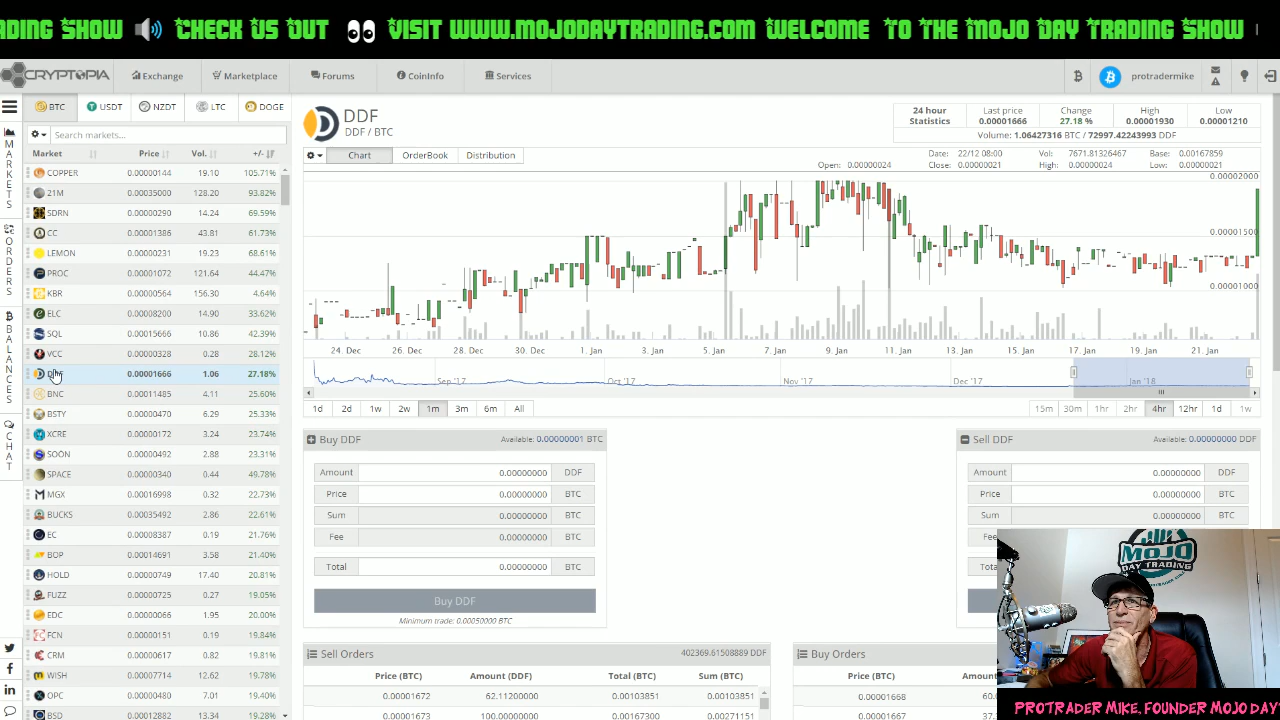 ADING SHOW CHECK US OUT VISIT WWW.MOJODAYTRADING.COM WELCOME TO THE MOJO DAY TRADING SHOW
CRYPTOPIA Exchange Marketplace Forums CoinInfo Services protradermike
BTC USDT NZDT LTC DOGE
Search markets...
Market Price Vol. +/-
COPPER 0.00000144 19.10 105.71%
21M 0.00035000 128.20 93.82%
SDRN 0.00000290 14.24 69.59%
CC 0.00001386 43.81 61.73%
LEMON 0.00000231 19.23 68.61%
PROC 0.00001072 121.64 44.47%
KBR 0.00000564 156.30 4.64%
ELC 0.00008200 14.90 33.62%
SQL 0.00015666 10.86 42.39%
VCC 0.00000328 0.28 28.12%
0.00001666 1.06 27.18%
BNC 0.00011485 4.11 25.60%
BSTY 0.00000470 6.29 25.33%
XCRE 0.00000172 3.24 23.74%
SOON 0.00000492 2.88 23.31%
SPACE 0.00000340 0.44 49.78%
MGX 0.00016998 0.32 22.73%
BUCKS 0.00035492 2.86 22.61%
EC 0.00008387 0.19 21.76%
BOP 0.00014691 3.58 21.40%
HOLD 0.00000749 17.40 20.81%
FUZZ 0.00000725 0.27 19.05%
EDC 0.00000066 1.95 20.00%
FCN 0.00000151 0.19 19.84%
CRM 0.00000617 0.82 19.81%
WISH 0.00007714 12.62 19.78%
OPC 0.00000480 7.01 19.40%
BSD 0.00012882 13.34 19.28%
MARKETS
ORDERS
BALANCES
CHAT
DDF
DDF / BTC
24 hour Statistics
Last price 0.00001666
Change 27.18 %
High 0.00001930
Low 0.00001210
Volume: 1.06427316 BTC / 72997.42243993 DDF
Chart OrderBook Distribution
Date: 22/12 08:00 Vol: 7671.81326467 Base: 0.00167859
Open: 0.00000024 Close: 0.00000021 High: 0.00000024 Low: 0.00000021
0.00002000
0.00001500
0.00001000
24. Dec 26. Dec 28. Dec 30. Dec 1. Jan 3. Jan 5. Jan 7. Jan 9. Jan 11. Jan 13. Jan 15. Jan 17. Jan 19. Jan 21. Jan
Sep '17 Oct '17 Nov '17 Dec '17 Jan '18
1d 2d 1w 2w 1m 3m 6m All 15m 30m 1hr 2hr 4hr 12hr 1d 1w
Buy DDF Available: 0.00000001 BTC
Amount 0.00000000 DDF
Price 0.00000000 BTC
Sum 0.00000000 BTC
Fee 0.00000000 BTC
Total 0.00000000 BTC
Buy DDF
Minimum trade: 0.00050000 BTC
Sell DDF Available: 0.00000000 DDF
Amount 0.00000000 DDF
Price 0.00000000 BTC
Sum 0.00000000 BTC
Fee
Sell Orders 402369.61508889 DDF
Price (BTC) Amount (DDF) Total (BTC) Sum (BTC)
0.00001672 62.11200000 0.00103851 0.00103851
0.00001673 100.00000000 0.00167300 0.00271151
Buy Orders
Price (BTC)
0.00001668
0.00001667
MOJO
DAY TRADING
PROTRADER MIKE, FOUNDER MOJO DAY